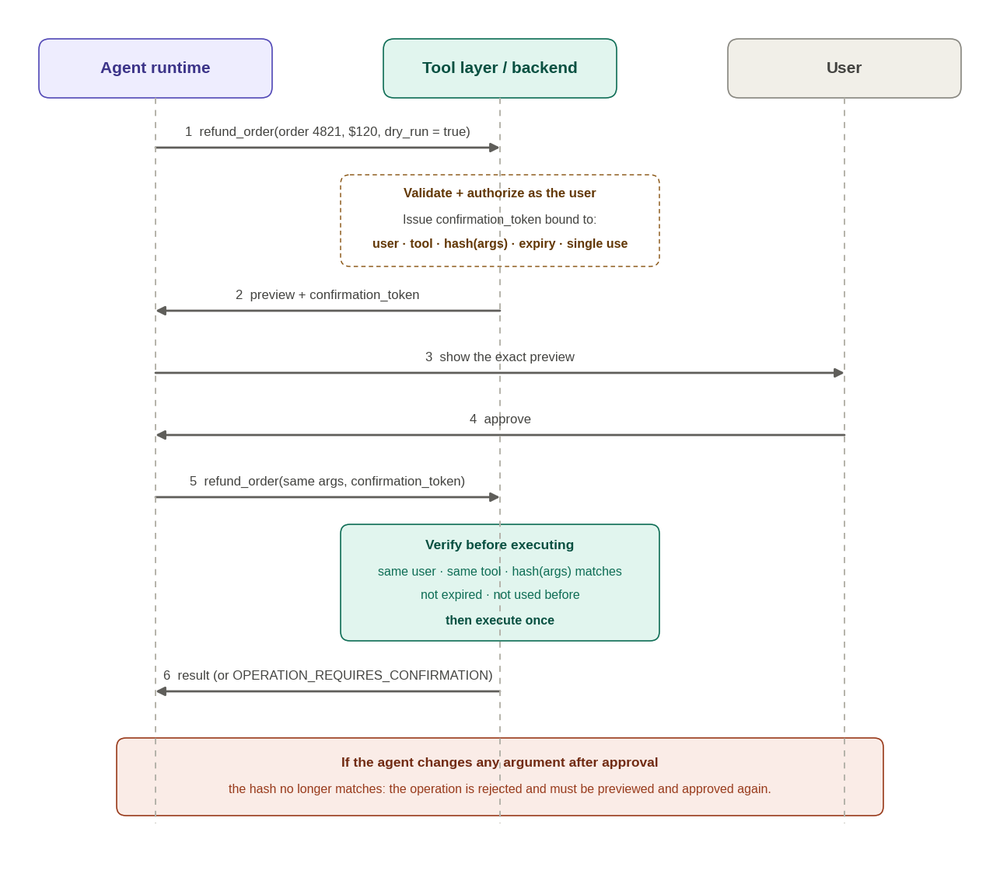 Agent runtime
Tool layer / backend
User
1 refund_order(order 4821, $120, dry_run = true)
Validate + authorize as the user
Issue confirmation_token bound to:
user · tool · hash(args) · expiry · single use
2 preview + confirmation_token
3 show the exact preview
4 approve
5 refund_order(same args, confirmation_token)
Verify before executing
same user · same tool · hash(args) matches
not expired · not used before
then execute once
6 result (or OPERATION_REQUIRES_CONFIRMATION)
If the agent changes any argument after approval
the hash no longer matches: the operation is rejected and must be previewed and approved again.